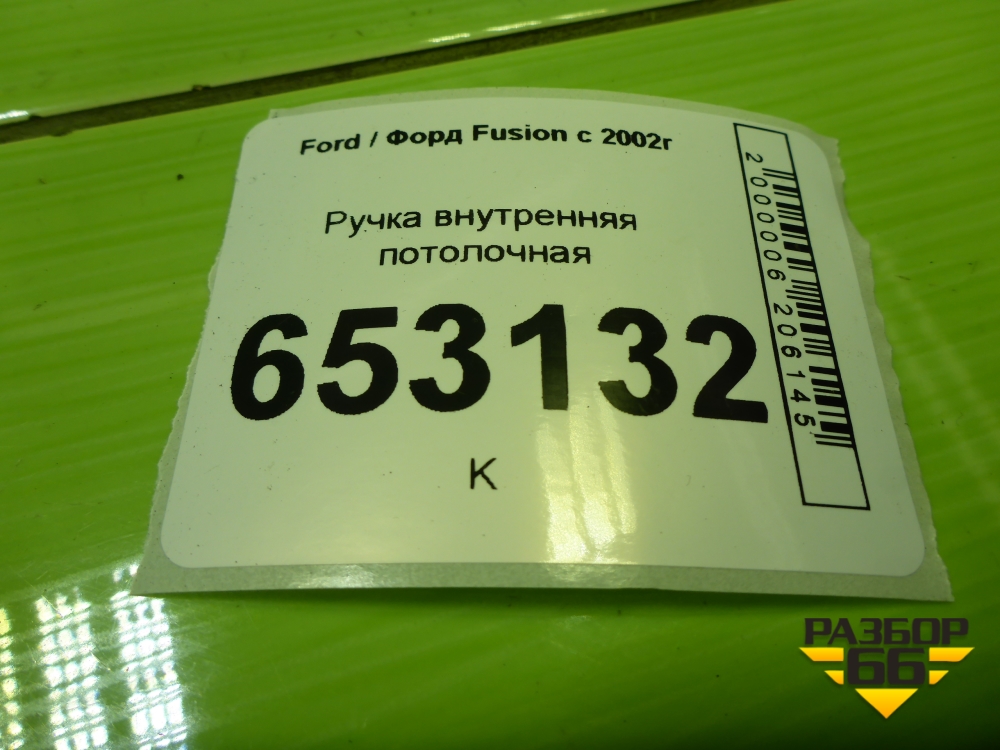 Ford / Форд Fusion с 2002г
Ручка внутренняя
потолочная
653132
К
2000006206145
РАЗБОР
66